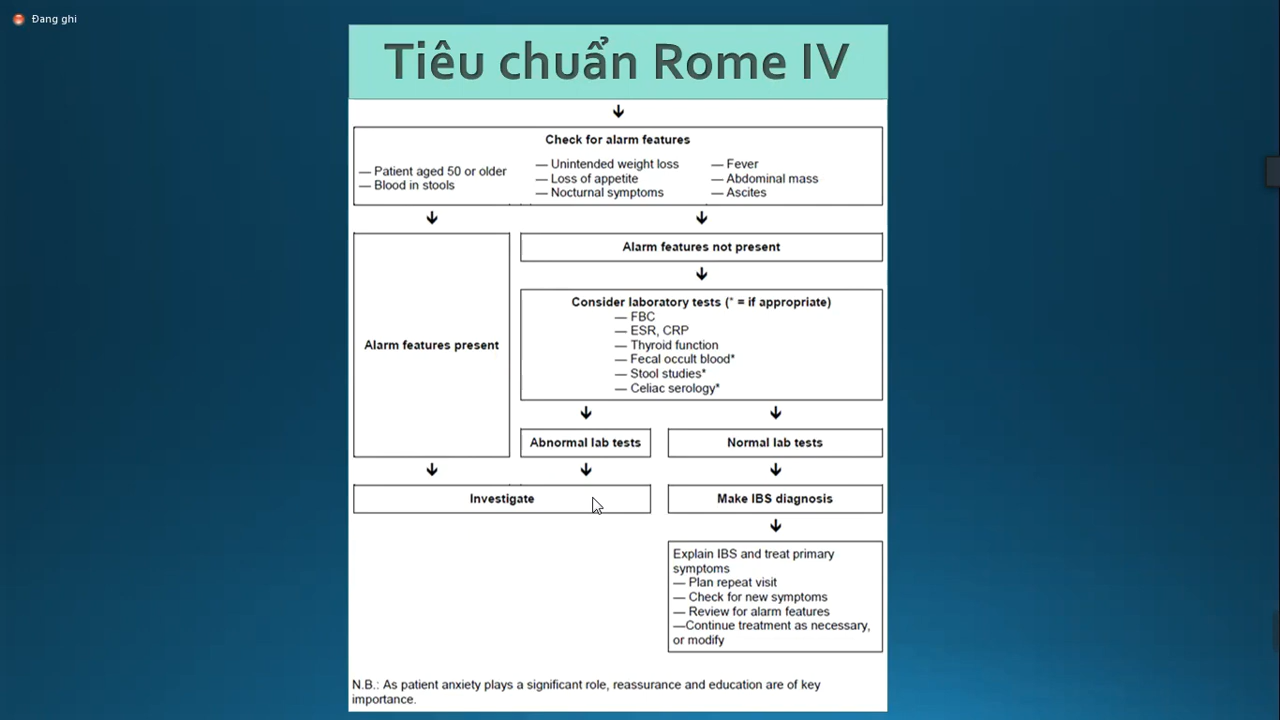 Đang ghi
Tiêu chuẩn Rome IV
Check for alarm features
— Patient aged 50 or older
— Blood in stools
— Unintended weight loss
— Loss of appetite
— Nocturnal symptoms
— Fever
— Abdominal mass
— Ascites
Alarm features present
Alarm features not present
Consider laboratory tests (* = if appropriate)
— FBC
— ESR, CRP
— Thyroid function
— Fecal occult blood*
— Stool studies*
— Celiac serology*
Abnormal lab tests
Normal lab tests
Investigate
Make IBS diagnosis
Explain IBS and treat primary
symptoms
— Plan repeat visit
— Check for new symptoms
— Review for alarm features
—Continue treatment as necessary,
or modify
N.B.: As patient anxiety plays a significant role, reassurance and education are of key
importance.